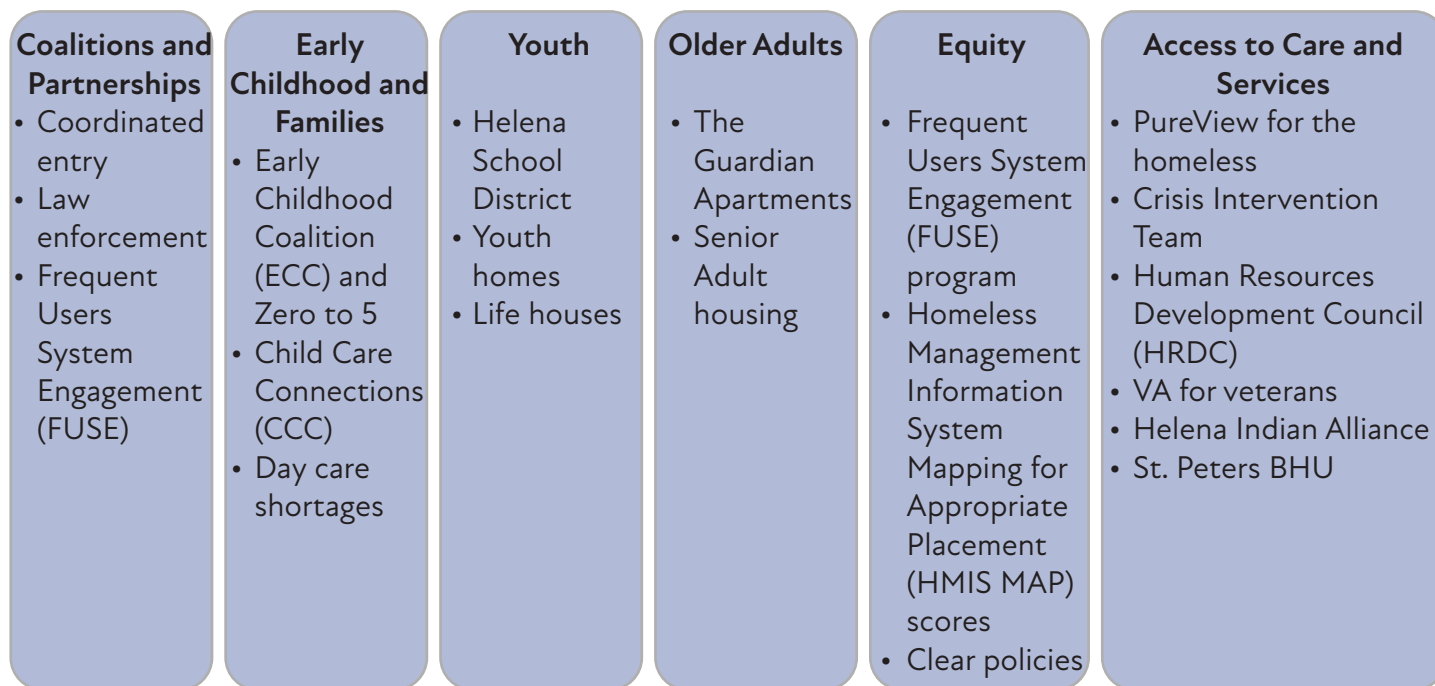 Coalitions and
Partnerships
• Coordinated
entry
• Law
enforcement
• Frequent
Users
System
Engagement
(FUSE)
Early
Childhood and
Families
• Early
Childhood
Coalition
(ECC) and
Zero to 5
• Child Care
Connections
(CCC)
• Day care
shortages
Youth
• Helena
School
District
• Youth
homes
• Life houses
Older Adults
• The
Guardian
Apartments
• Senior
Adult
housing
Equity
• Frequent
Users System
Engagement
(FUSE)
program
• Homeless
Management
Information
System
Mapping for
Appropriate
Placement
(HMIS MAP)
scores
• Clear policies
Access to Care and
Services
• PureView for the
homeless
• Crisis Intervention
Team
• Human Resources
Development Council
(HRDC)
• VA for veterans
• Helena Indian Alliance
• St. Peters BHU